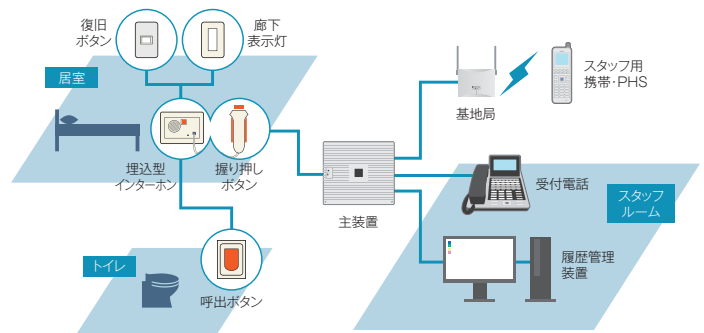 復旧
ボタン
廊下
表示灯
居室
埋込型
インターホン
握り押し
ボタン
トイレ
呼出ボタン
主装置
基地局
スタッフ用
携帯・PHS
受付電話
スタッフ
ルーム
履歴管理
装置